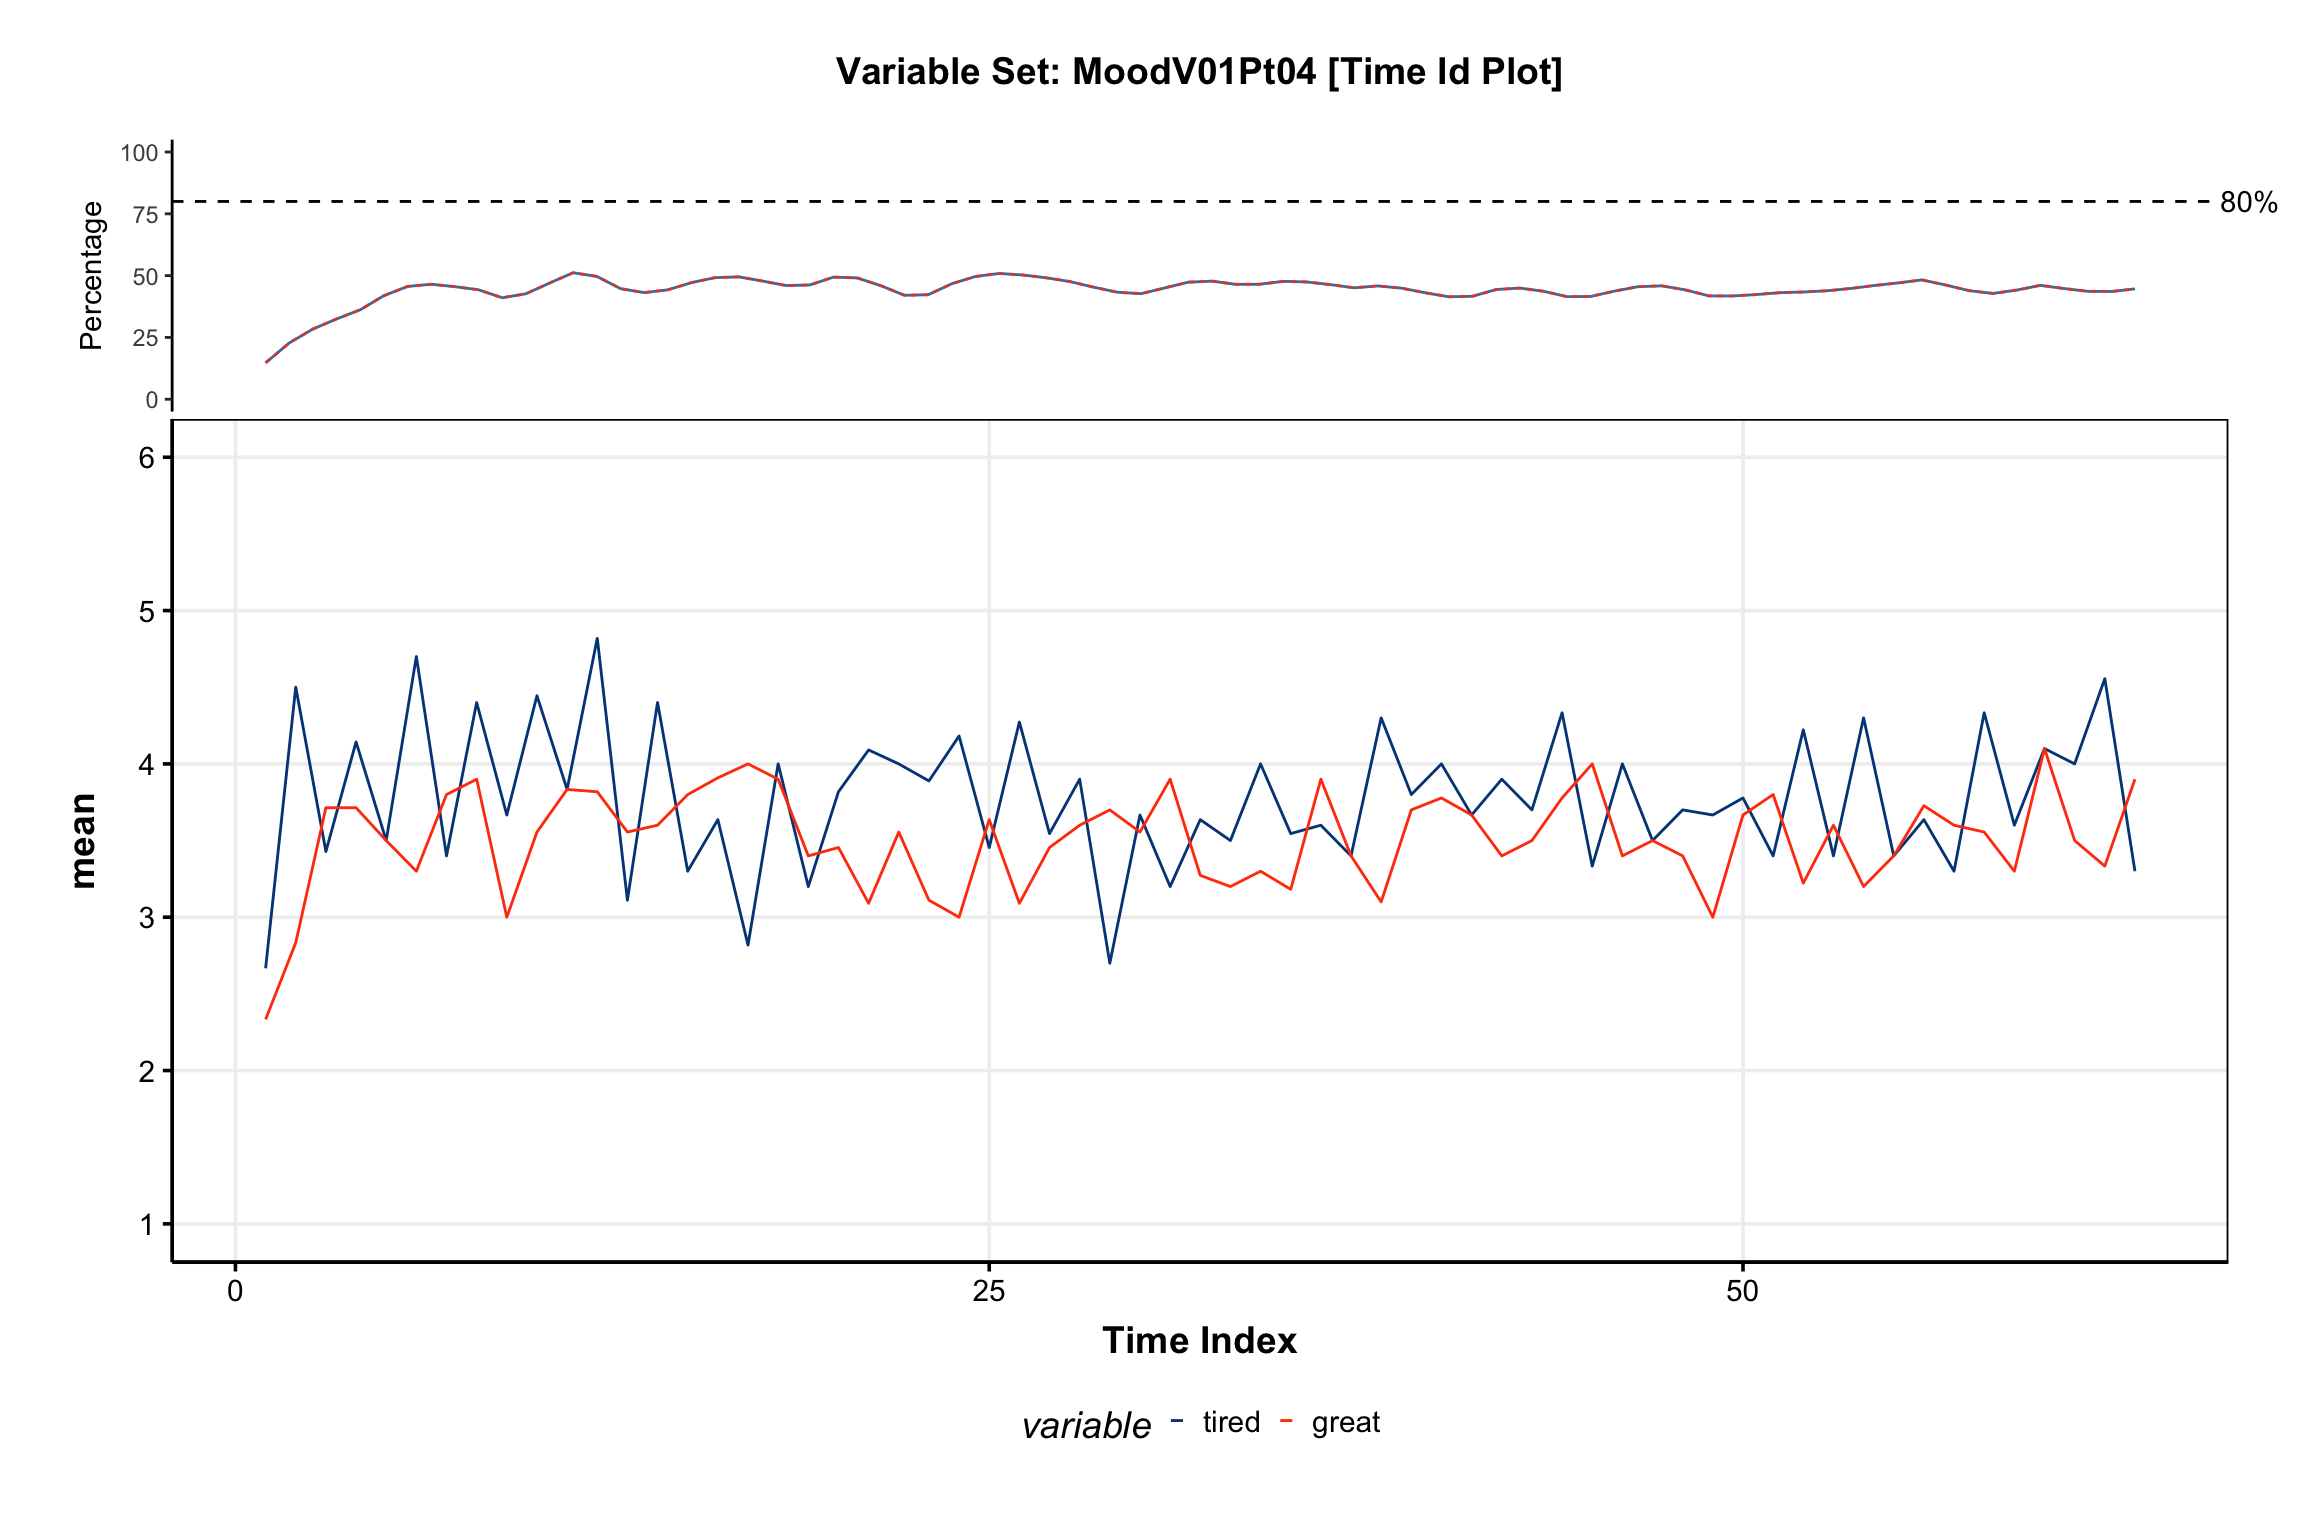 Variable Set: MoodV01Pt04 [Time Id Plot]
100
75
50
25
0
Percentage
80%
6
5
4
3
2
1
mean
0 25 50
Time Index
variable tired great